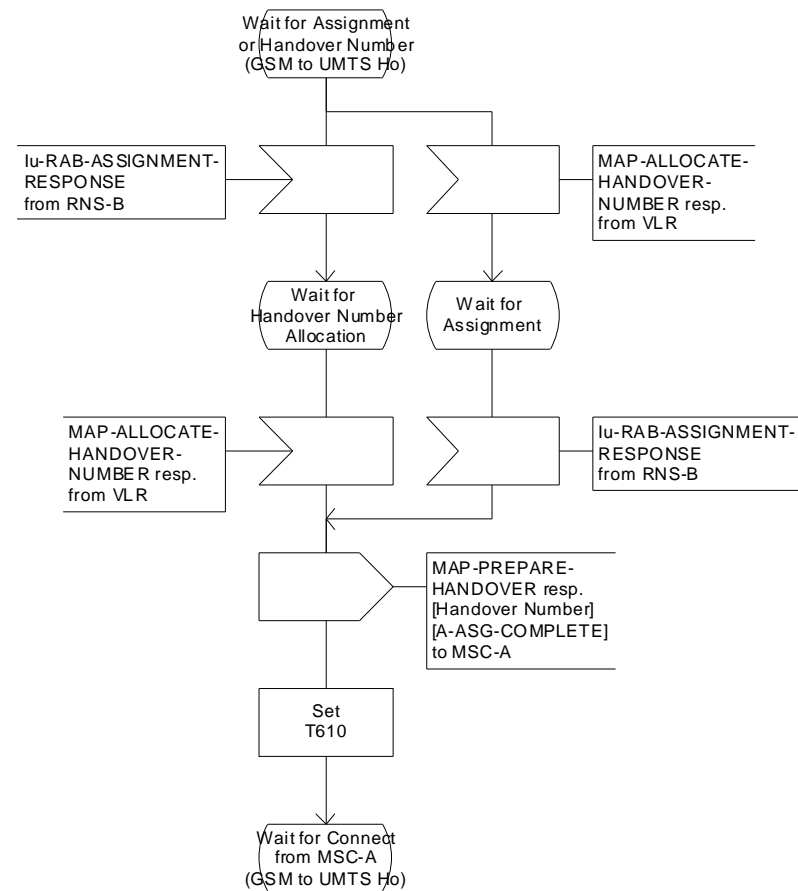 Wait for Assignment
or Handover Number
(GSM to UMTS Ho)
Iu-RAB-ASSIGNMENT-
RESPONSE
from RNS-B
MAP-ALLOCATE-
HANDOVER-
NUMBER resp.
from VLR
Wait for
Handover Number
Allocation
Wait for
Assignment
MAP-ALLOCATE-
HANDOVER-
NUMBER resp.
from VLR
Iu-RAB-ASSIGNMENT-
RESPONSE
from RNS-B
MAP-PREPARE-
HANDOVER resp.
[Handover Number]
[A-ASG-COMPLETE]
to MSC-A
Set
T610
Wait for Connect
from MSC-A
(GSM to UMTS Ho)